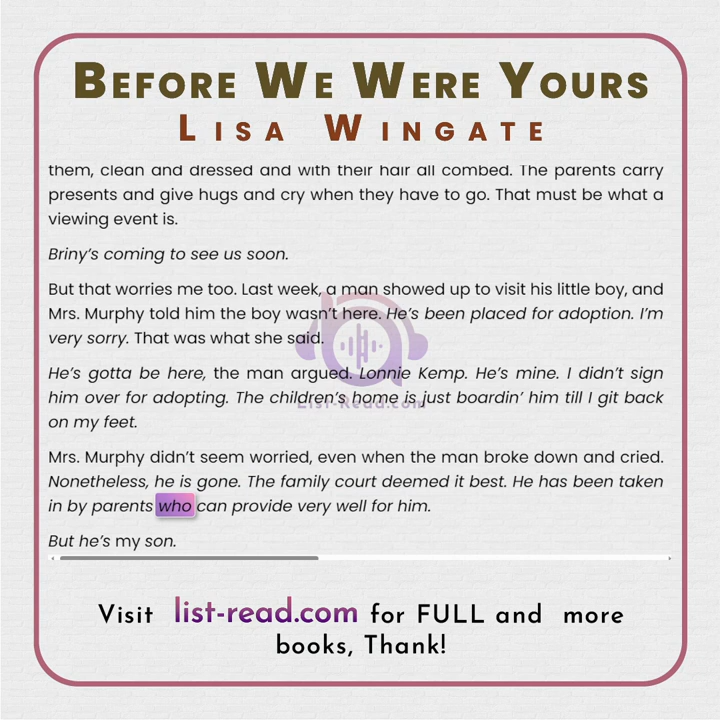 BEFORE WE WERE YOURS
LISA WINGATE
them, clean and dressed and with their hair all combed. The parents carry
presents and give hugs and cry when they have to go. That must be what a
viewing event is.
Briny’s coming to see us soon.
But that worries me too. Last week, a man showed up to visit his little boy, and
Mrs. Murphy told him the boy wasn’t here. He’s been placed for adoption. I’m
very sorry. That was what she said.
He’s gotta be here, the man argued. Lonnie Kemp. He’s mine. I didn’t sign
him over for adopting. The children’s home is just boardin’ him till I git back
on my feet.
List-Read.com
Mrs. Murphy didn’t seem worried, even when the man broke down and cried.
Nonetheless, he is gone. The family court deemed it best. He has been taken
in by parents who can provide very well for him.
But he’s my son.
Visit list-read.com for FULL and more
books, Thank!